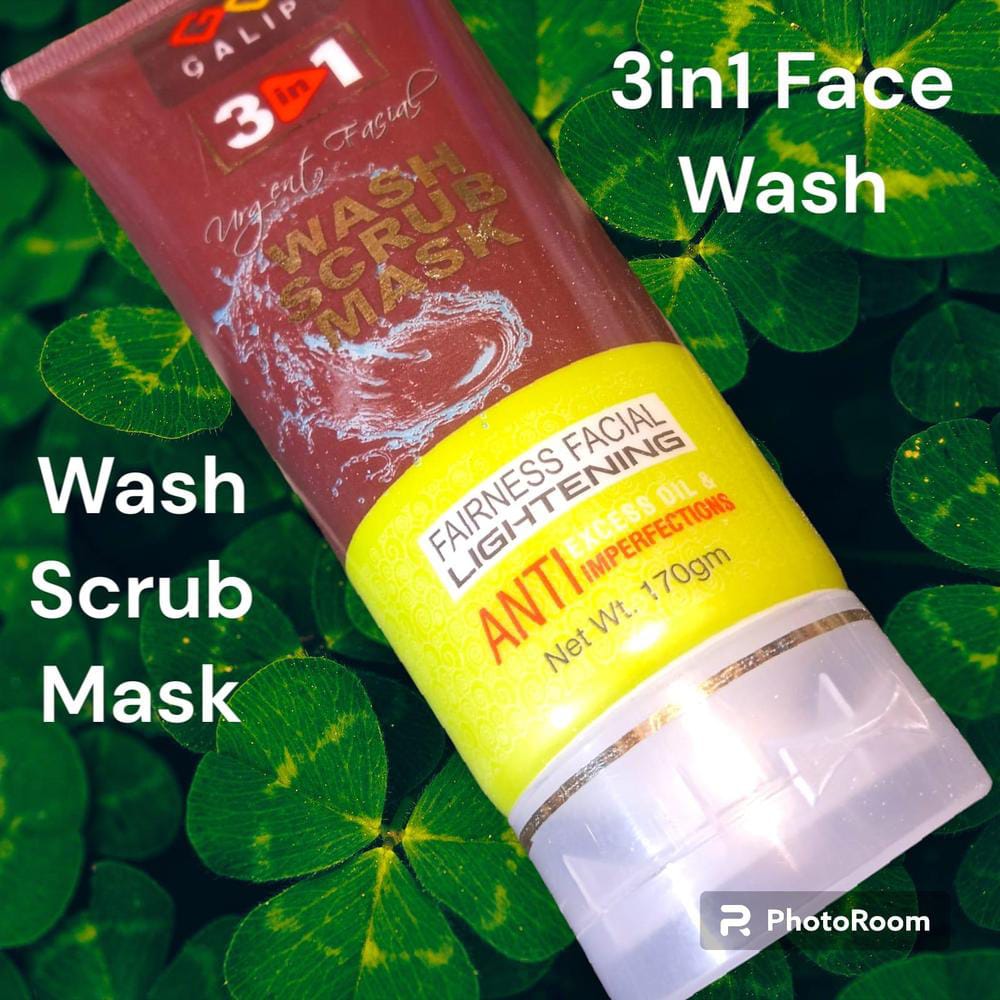 ÇALIP
3in1
Urgent Facial
WASH
SCRUB
MASK
3in1 Face
Wash
Wash
Scrub
Mask
FAIRNESS FACIAL
LIGHTENING
ANTI EXCESS OIL &
IMPERFECTIONS
Net Wt. 170gm
PhotoRoom